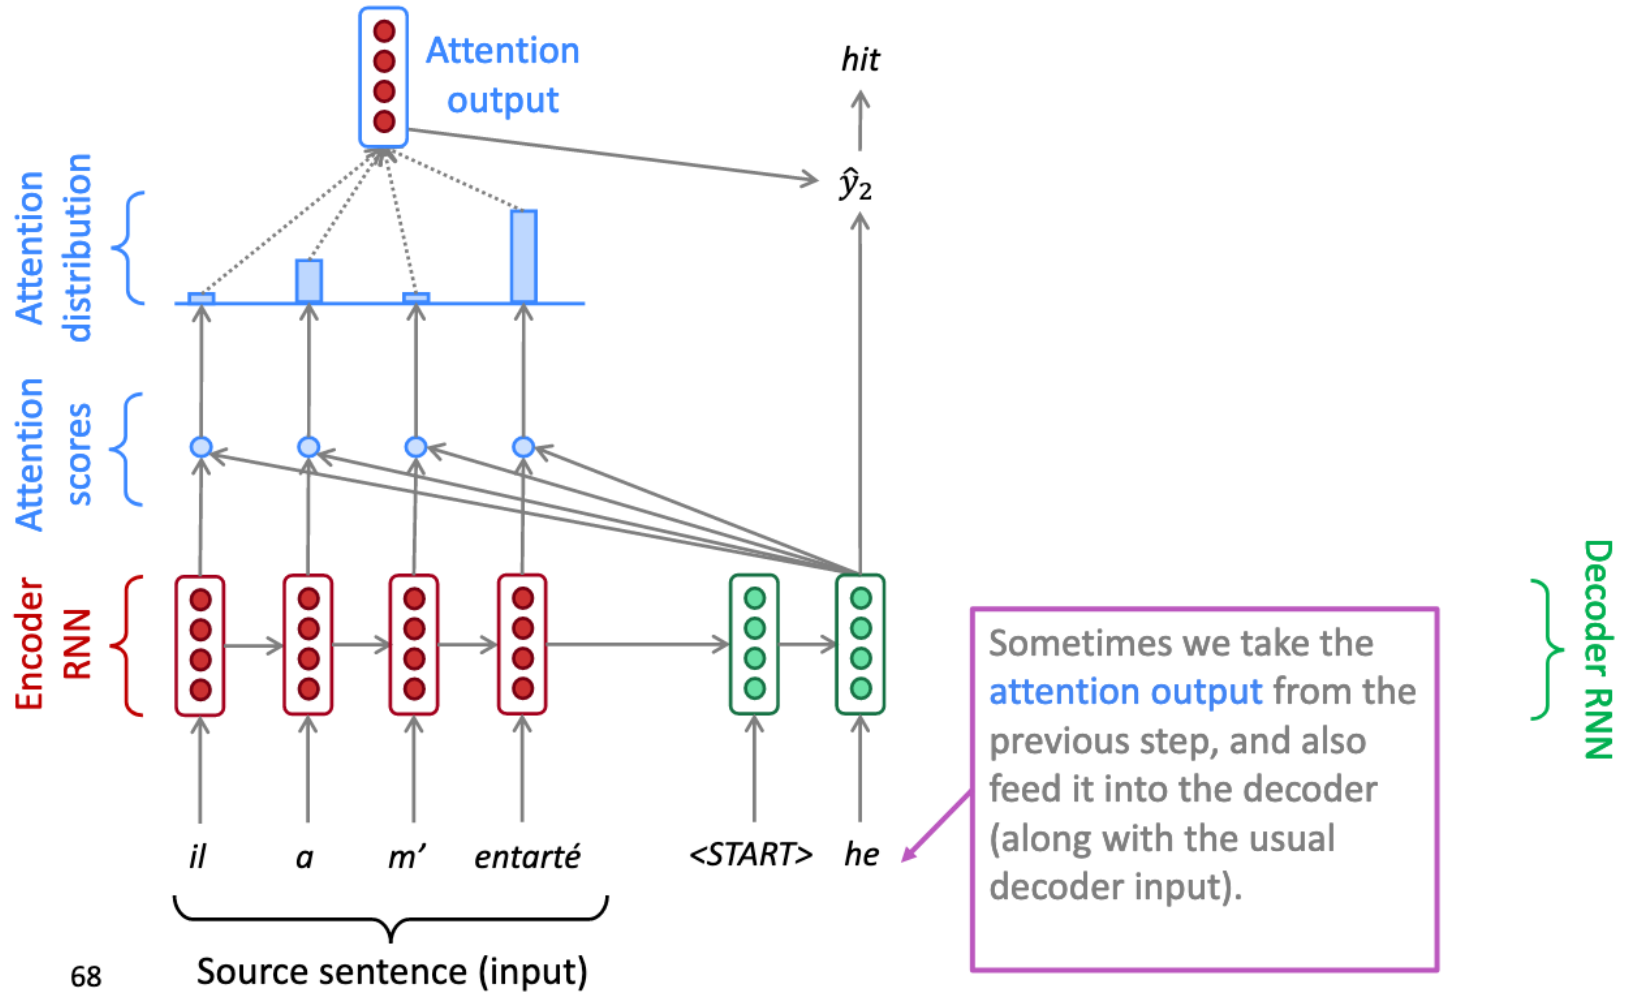 Attention
output
hit
ŷ₂
Attention
distribution
Attention
scores
Encoder
RNN
Decoder RNN
Sometimes we take the
attention output from the
previous step, and also
feed it into the decoder
(along with the usual
decoder input).
il a m’ entarté <START> he
Source sentence (input)
68